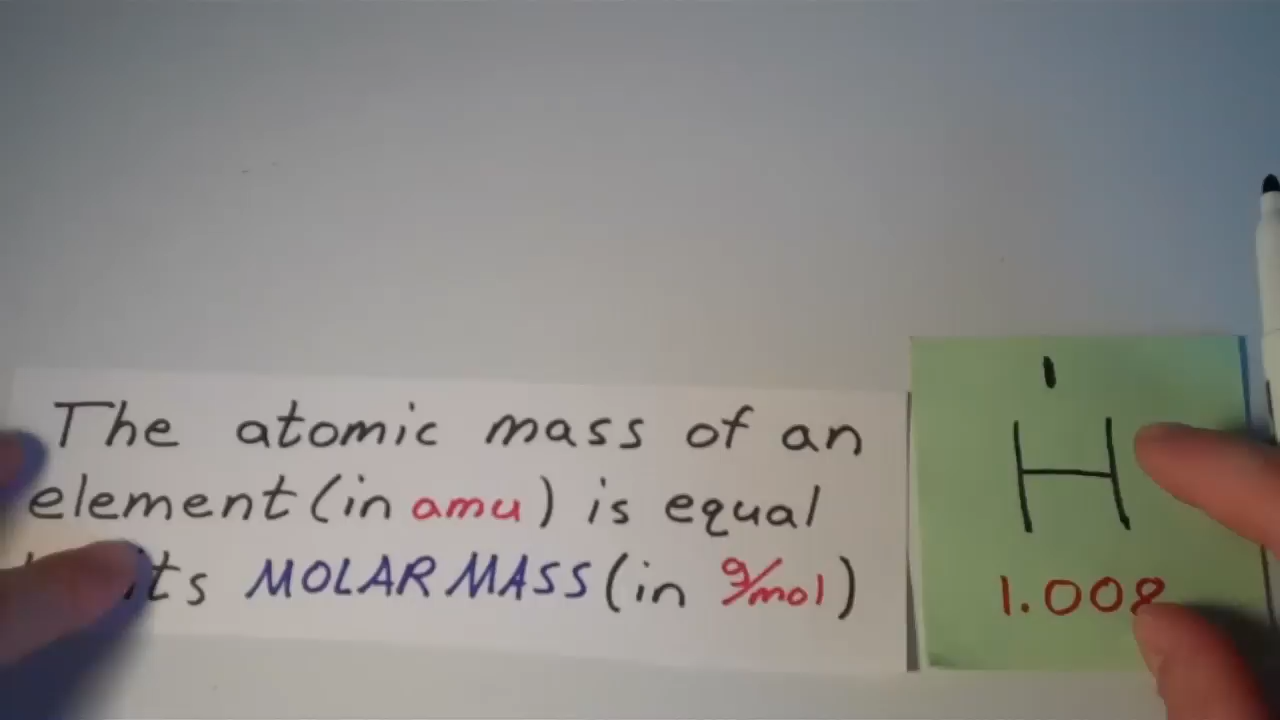 The atomic mass of an
element (in amu) is equal
its MOLAR MASS (in g/mol)
1
H
1.008